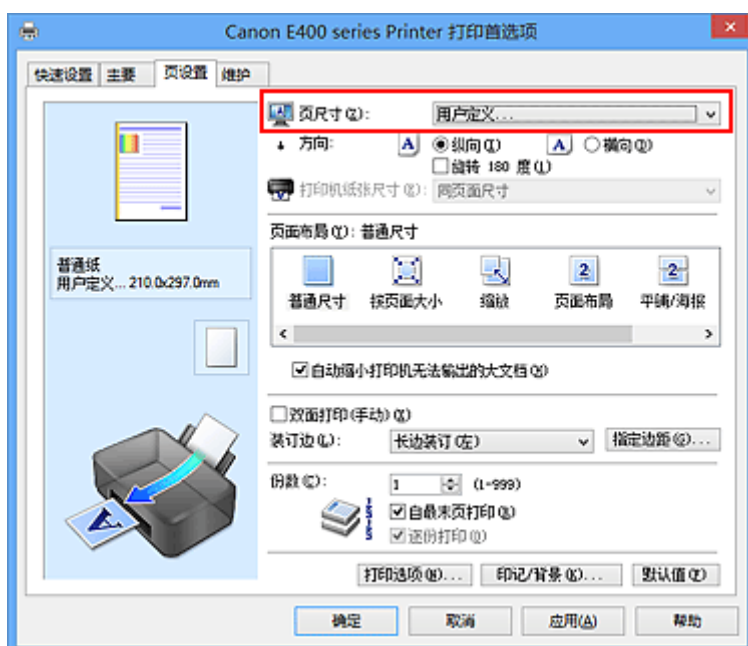 Canon E400 series Printer 打印首选项
快速设置 主要 页设置 维护
页尺寸(Z): 用户定义...
方向: A 纵向(T) A 横向(D)
旋转 180 度(L)
打印机纸张尺寸(R): 同页面尺寸
页面布局(Y): 普通尺寸
普通尺寸 按页面大小 缩放 页面布局 平铺/海报
普通纸
用户定义... 210.0x297.0mm
自动缩小打印机无法输出的大文档(X)
双面打印(手动)(X)
装订边(L): 长边装订(左) 指定边距(G)...
份数(C): 1 (1-999)
自最末页打印(R)
逐份打印(O)
打印选项(N)... 印记/背景(K)... 默认值(F)
确定 取消 应用(A) 帮助